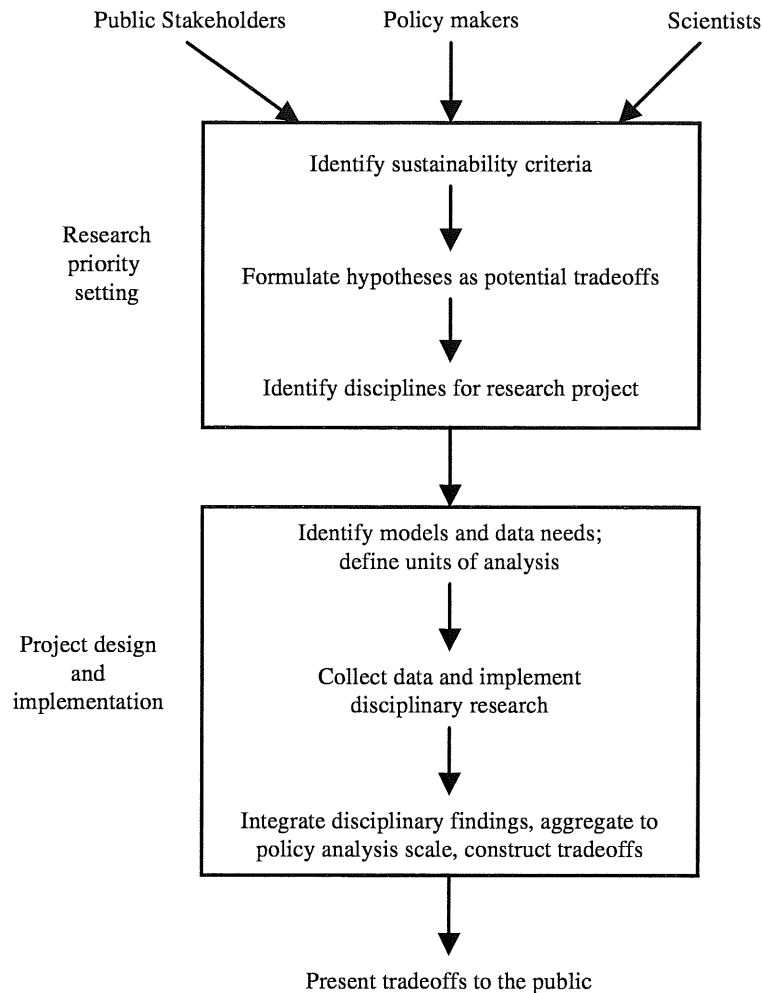 Public Stakeholders
Policy makers
Scientists
Identify sustainability criteria
Research
priority
setting
Formulate hypotheses as potential tradeoffs
Identify disciplines for research project
Identify models and data needs;
define units of analysis
Project design
and
implementation
Collect data and implement
disciplinary research
Integrate disciplinary findings, aggregate to
policy analysis scale, construct tradeoffs
Present tradeoffs to the public